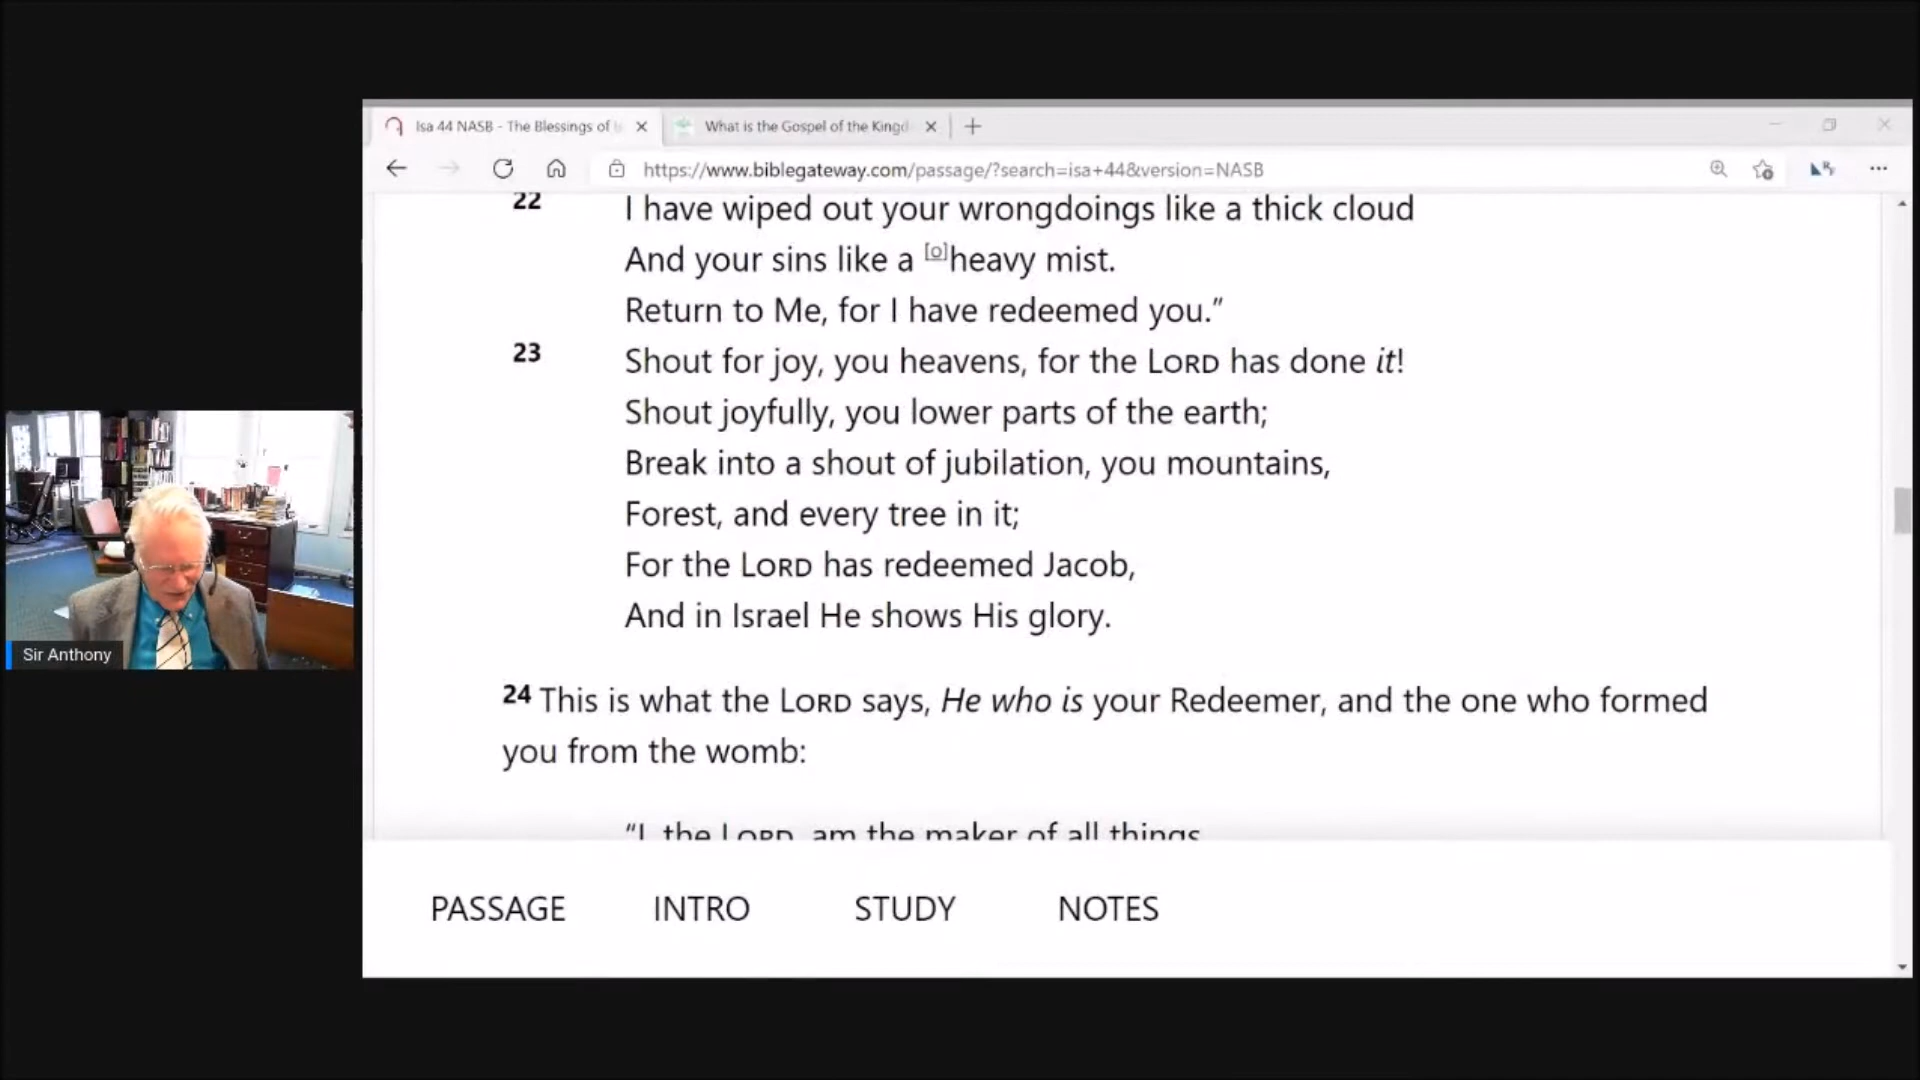 Isa 44 NASB - The Blessings of
What is the Gospel of the Kingd
https://www.biblegateway.com/passage/?search=isa+44&version=NASB
22 I have wiped out your wrongdoings like a thick cloud
And your sins like a [o]heavy mist.
Return to Me, for I have redeemed you.”
23 Shout for joy, you heavens, for the LORD has done it!
Shout joyfully, you lower parts of the earth;
Break into a shout of jubilation, you mountains,
Forest, and every tree in it;
For the LORD has redeemed Jacob,
And in Israel He shows His glory.
24 This is what the LORD says, He who is your Redeemer, and the one who formed
you from the womb:
“I, the LORD, am the maker of all things
PASSAGE INTRO STUDY NOTES
Sir Anthony